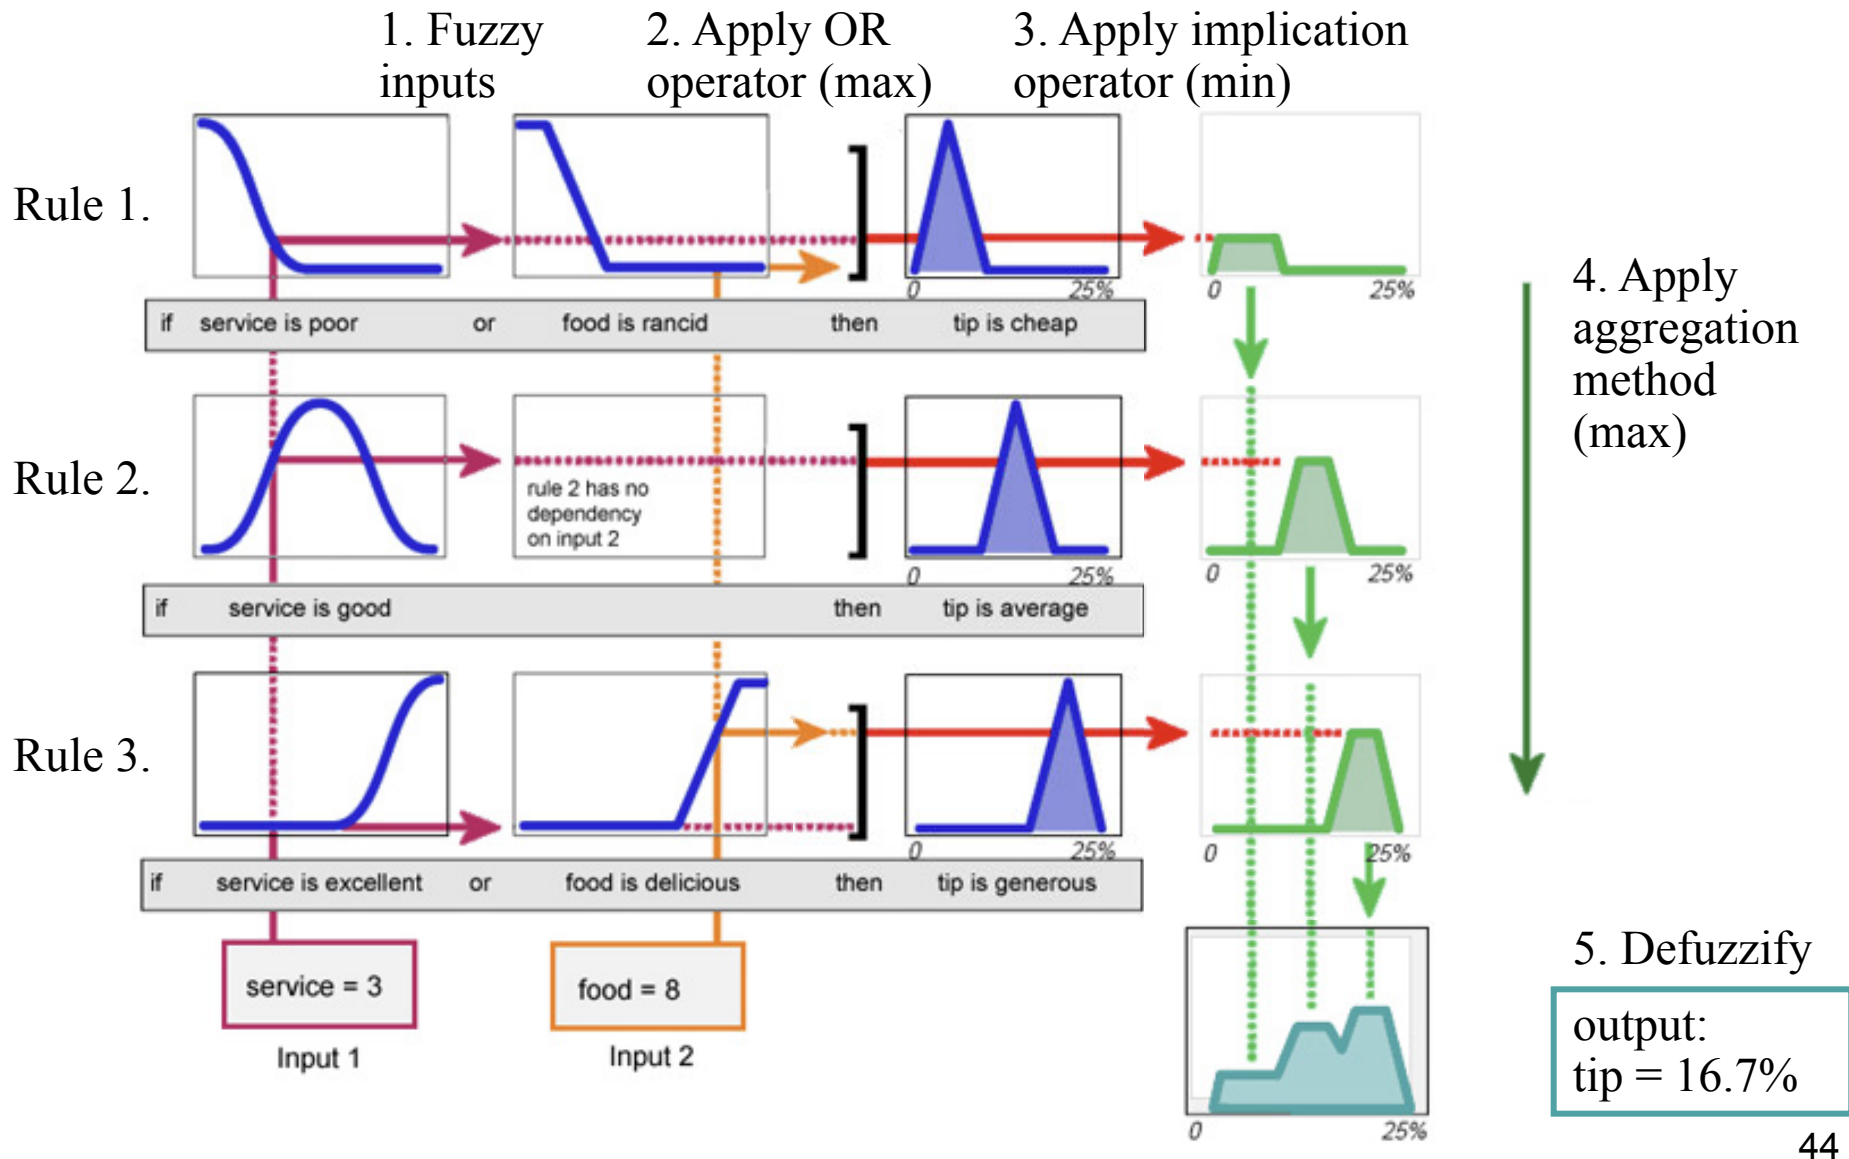 1. Fuzzy
inputs
2. Apply OR
operator (max)
3. Apply implication
operator (min)
Rule 1.
0
25%
0
25%
if service is poor or food is rancid then tip is cheap
4. Apply
aggregation
method
(max)
Rule 2.
rule 2 has no
dependency
on input 2
0
25%
0
25%
if service is good then tip is average
Rule 3.
0
25%
0
25%
if service is excellent or food is delicious then tip is generous
service = 3
food = 8
Input 1
Input 2
0
25%
5. Defuzzify
output:
tip = 16.7%
44